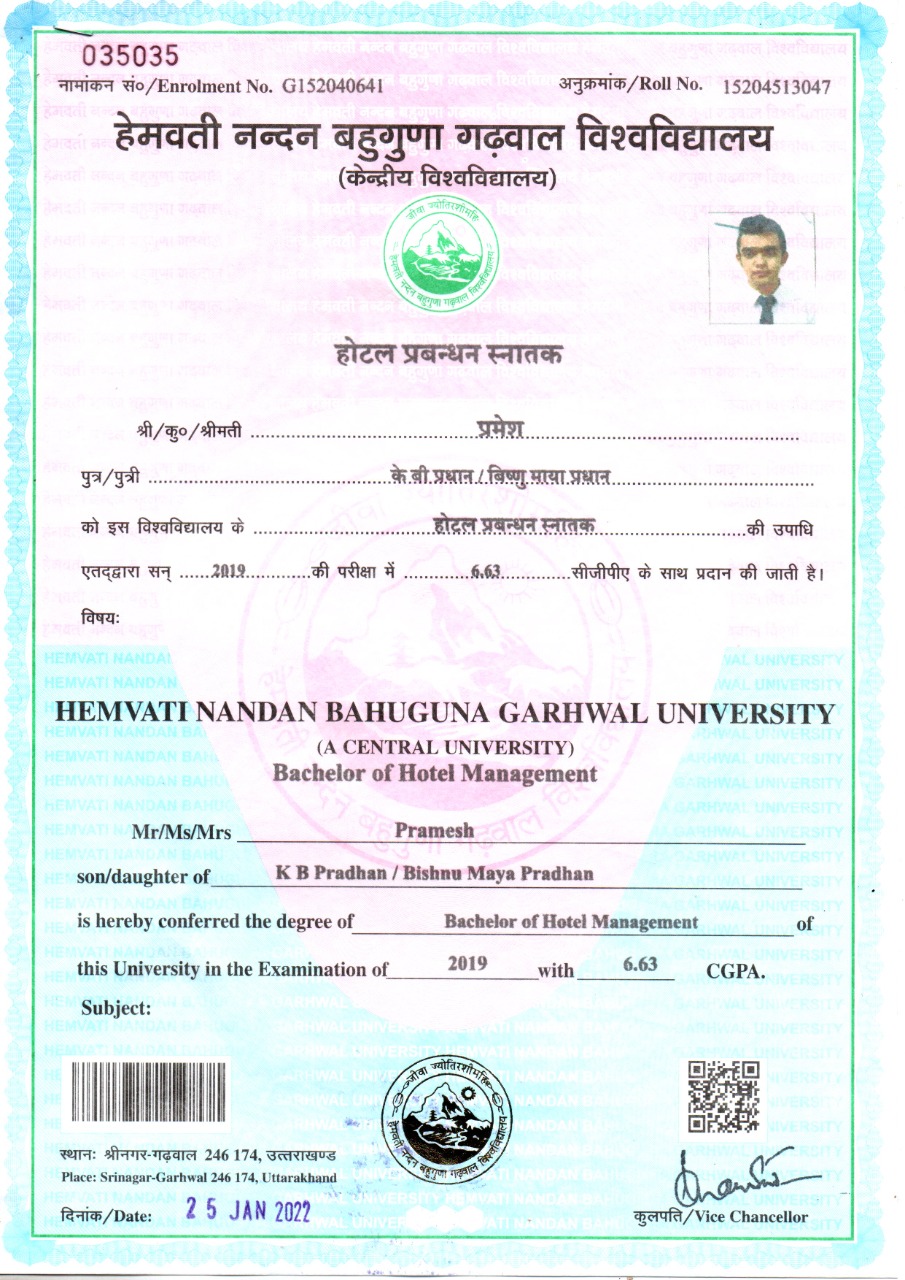 035035
नामांकन सं०/Enrolment No. G152040641
अनुक्रमांक/Roll No. 15204513047
हेमवती नन्दन बहुगुणा गढ़वाल विश्वविद्यालय
(केन्द्रीय विश्वविद्यालय)
हेमवती नन्दन बहुगुणा गढ़वाल विश्वविद्यालय
होटल प्रबन्धन स्नातक
श्री/कु०/श्रीमती प्रमेश
पुत्र/पुत्री के बी प्रधान / बिष्णु माया प्रधान
को इस विश्वविद्यालय के होटल प्रबन्धन स्नातक की उपाधि
एतद्द्वारा सन् 2019 की परीक्षा में 6.63 सीजीपीए के साथ प्रदान की जाती है।
विषयः
HEMVATI NANDAN BAHUGUNA GARHWAL UNIVERSITY
(A CENTRAL UNIVERSITY)
Bachelor of Hotel Management
Mr/Ms/Mrs Pramesh
son/daughter of K B Pradhan / Bishnu Maya Pradhan
is hereby conferred the degree of Bachelor of Hotel Management of
this University in the Examination of 2019 with 6.63 CGPA.
Subject:
हेमवती नन्दन बहुगुणा गढ़वाल विश्वविद्यालय
स्थानः श्रीनगर-गढ़वाल 246 174, उत्तराखण्ड
Place: Srinagar-Garhwal 246 174, Uttarakhand
दिनांक/Date: 25 JAN 2022
कुलपति/Vice Chancellor